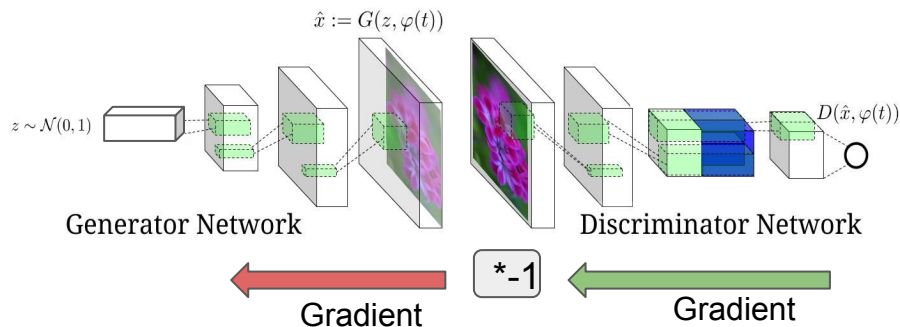 x̂ := G(z, φ(t))
z ∼ N(0, 1)
D(x̂, φ(t))
Generator Network
Discriminator Network
*-1
Gradient
Gradient